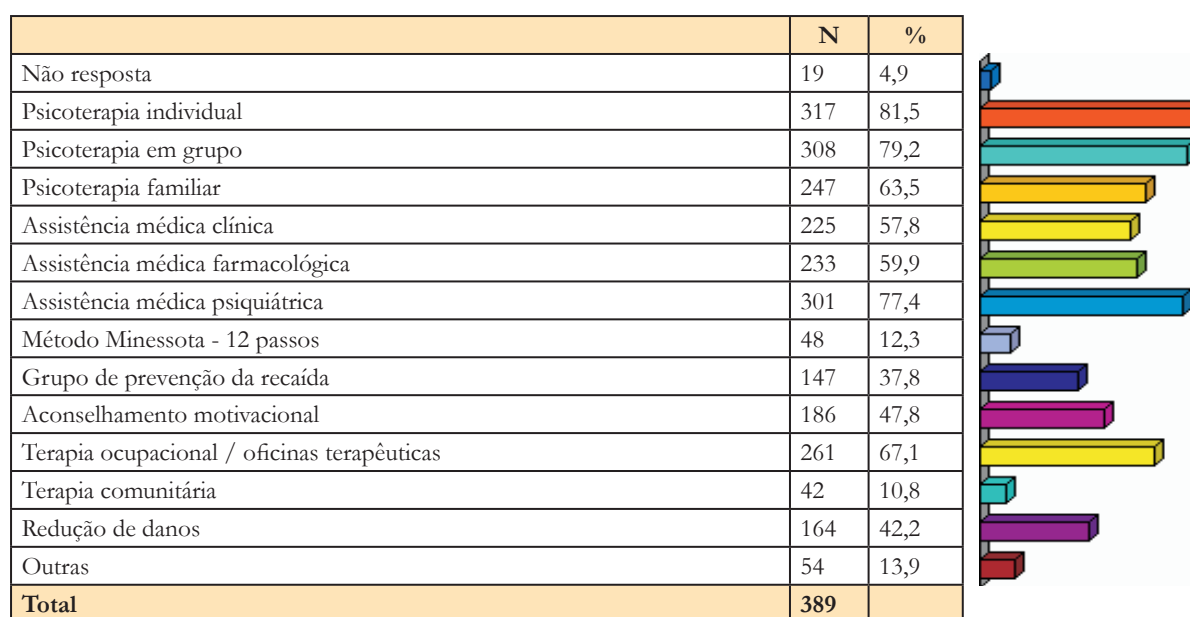 N %
Não resposta 19 4,9
Psicoterapia individual 317 81,5
Psicoterapia em grupo 308 79,2
Psicoterapia familiar 247 63,5
Assistência médica clínica 225 57,8
Assistência médica farmacológica 233 59,9
Assistência médica psiquiátrica 301 77,4
Método Minessota - 12 passos 48 12,3
Grupo de prevenção da recaída 147 37,8
Aconselhamento motivacional 186 47,8
Terapia ocupacional / oficinas terapêuticas 261 67,1
Terapia comunitária 42 10,8
Redução de danos 164 42,2
Outras 54 13,9
Total 389